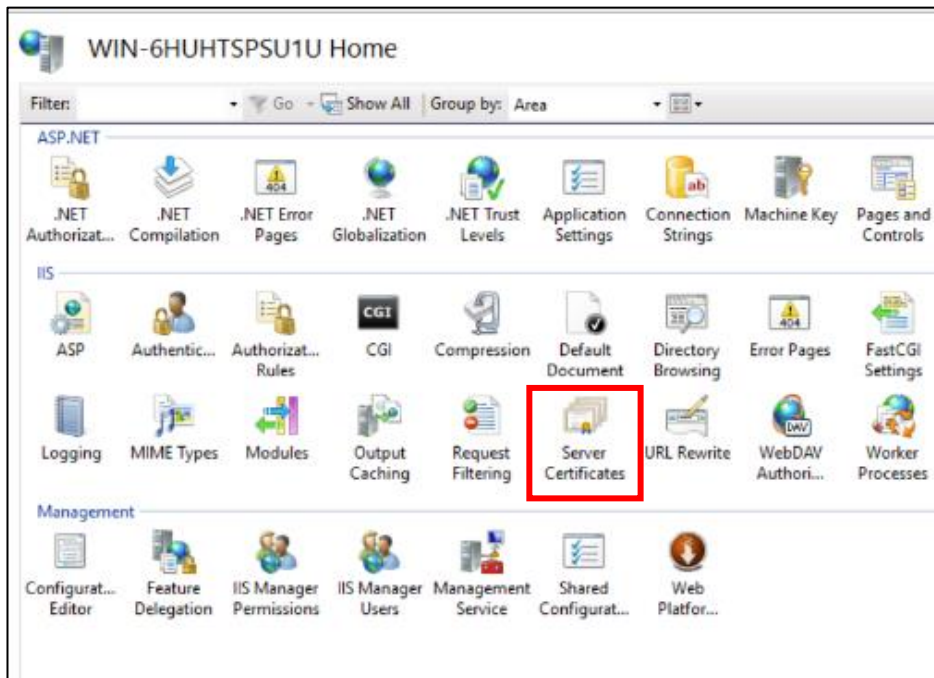 WIN-6HUHTSPSU1U Home
Filter: Go Show All Group by: Area
ASP.NET
.NET Authorizat...
.NET Compilation
.NET Error Pages
.NET Globalization
.NET Trust Levels
Application Settings
Connection Strings
Machine Key
Pages and Controls
IIS
ASP
Authentic...
Authorizat... Rules
CGI
Compression
Default Document
Directory Browsing
Error Pages
FastCGI Settings
Logging
MIME Types
Modules
Output Caching
Request Filtering
Server Certificates
URL Rewrite
WebDAV Authori...
Worker Processes
Management
Configurat... Editor
Feature Delegation
IIS Manager Permissions
IIS Manager Users
Management Service
Shared Configurat...
Web Platfor...
404
ab
CGI
404
DAV